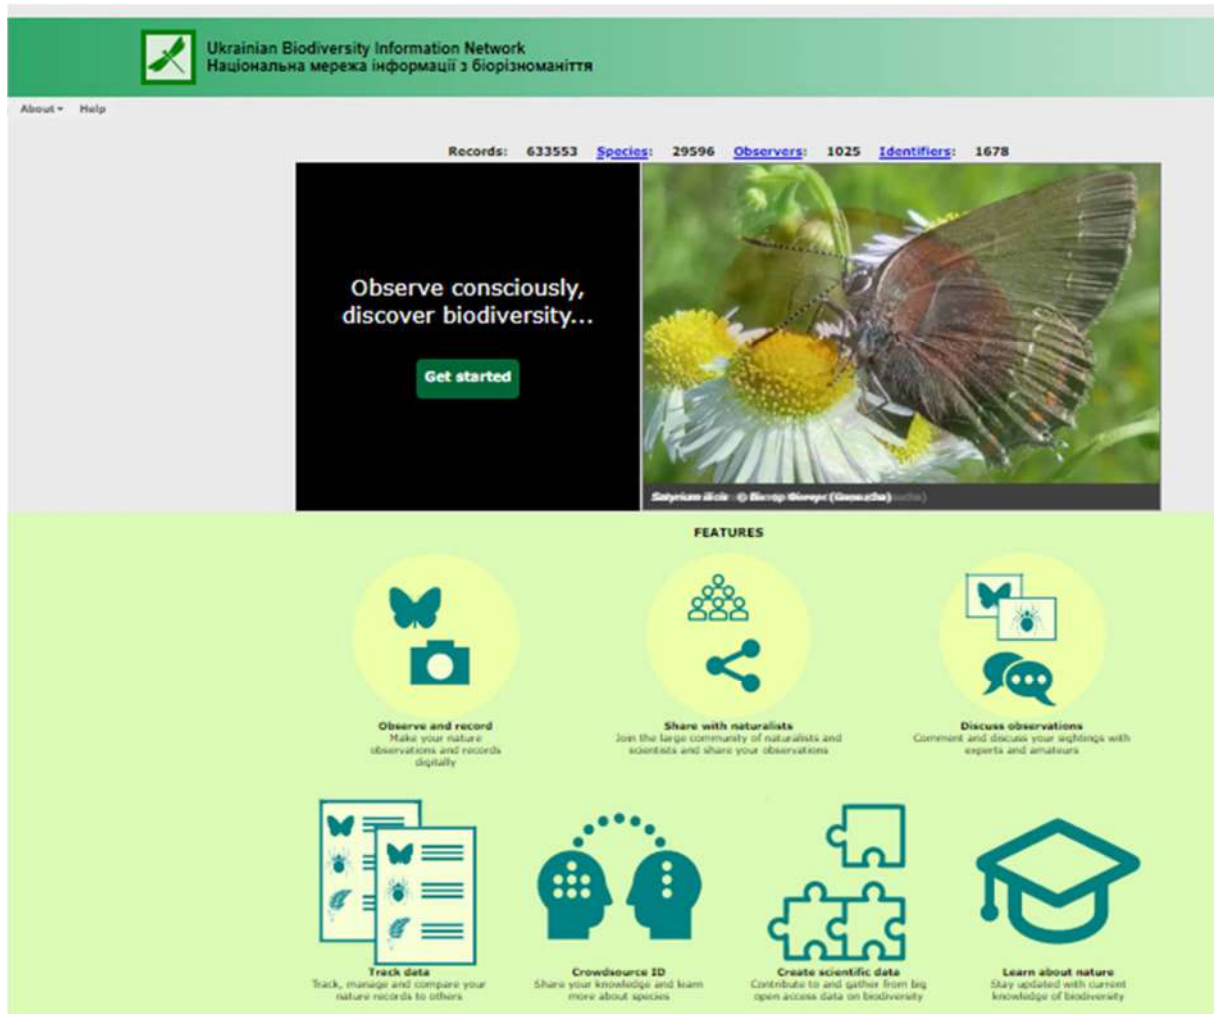 Ukrainian Biodiversity Information Network
Національна мережа інформації з біорізноманіття
About Help
Records: 633553 Species: 29596 Observers: 1025 Identifiers: 1678
Observe consciously,
discover biodiversity...
Get started
Satyrium ilicis ©
FEATURES
Observe and record
Make your nature
observations and records
digitally
Share with naturalists
Join the large community of naturalists and
scientists and share your observations
Discuss observations
Comment and discuss your sightings with
experts and amateurs
Track data
Track, manage and compare your
nature records to others
Crowdsource ID
Share your knowledge and learn
more about species
Create scientific data
Contribute to and gather from big
open access data on biodiversity
Learn about nature
Stay updated with current
knowledge of biodiversity